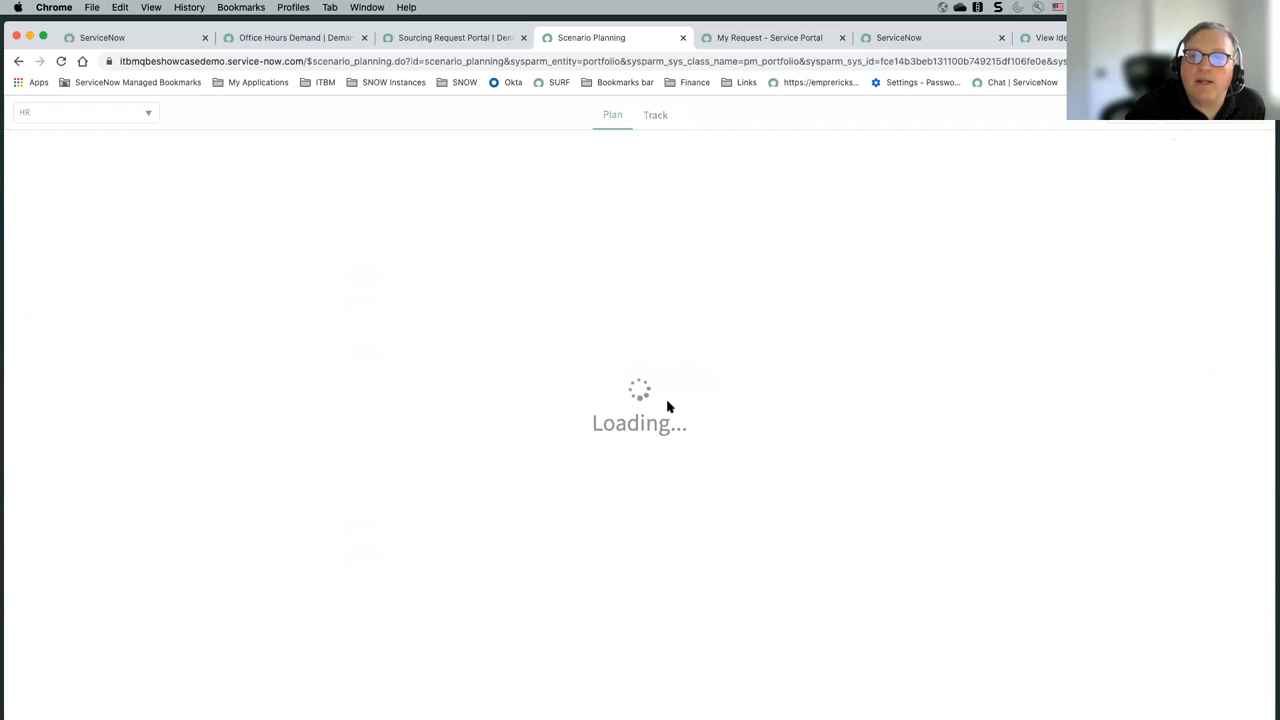 Chrome File Edit View History Bookmarks Profiles Tab Window Help
ServiceNow
Office Hours Demand | Deman
Sourcing Request Portal | Dem
Scenario Planning
My Request - Service Portal
ServiceNow
View Ide
itbmqbeshowcasedemo.service-now.com/$scenario_planning.do?id=scenario_planning&sysparm_entity=portfolio&sysparm_sys_class_name=pm_portfolio&sysparm_sys_id=fce14b3beb131100b749215df106fe0e&sys
Apps ServiceNow Managed Bookmarks My Applications ITBM SNOW Instances SNOW Okta SURF Bookmarks bar Finance Links https://emprericks... Settings - Passwo... Chat | ServiceNow
HR
Plan Track
Loading...